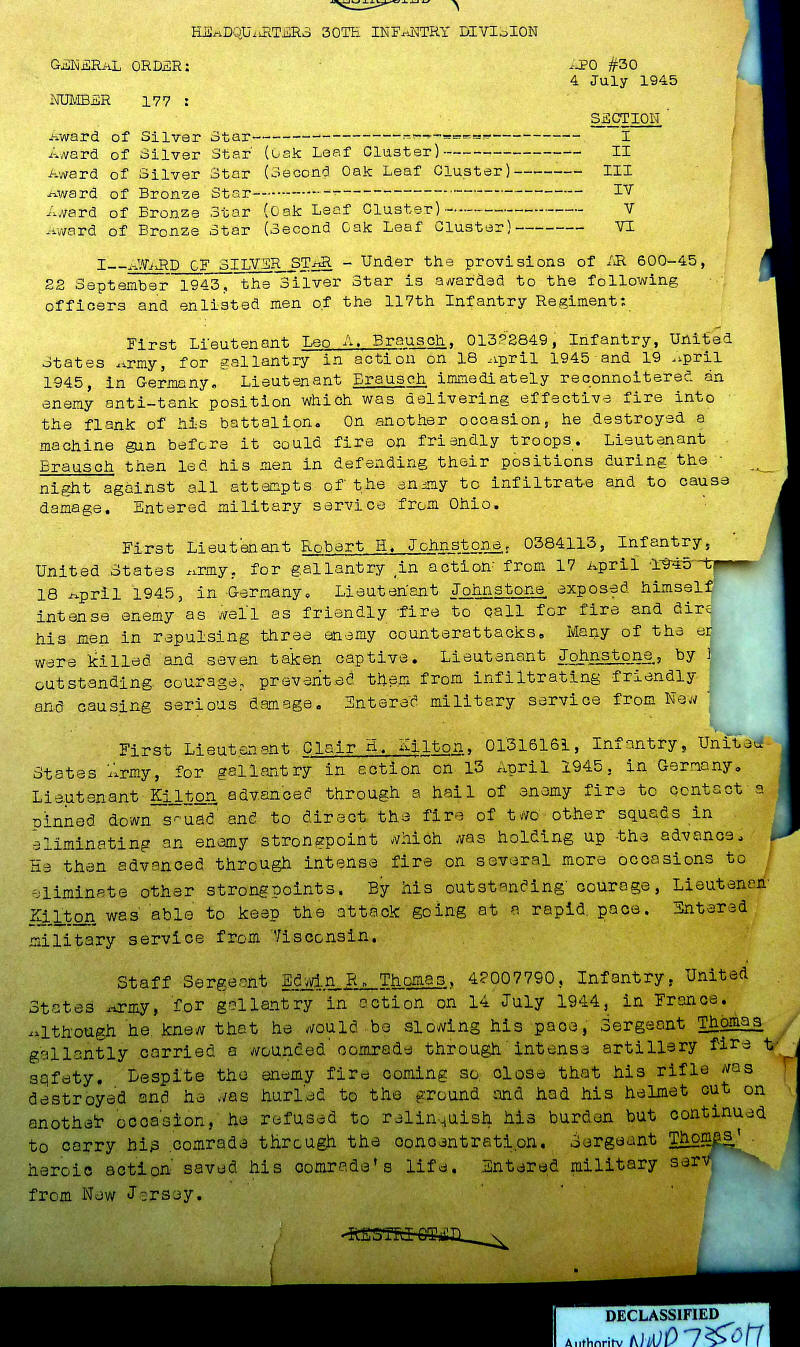 RESTRICTED
HEADQUARTERS 30TH INFANTRY DIVISION
GENERAL ORDER: APO #30
4 July 1945
NUMBER 177 :
SECTION
Award of Silver Star-------------------------------- I
Award of Silver Star (Oak Leaf Cluster)-------------- II
Award of Silver Star (Second Oak Leaf Cluster)------- III
Award of Bronze Star-------------------------------- IV
Award of Bronze Star (Oak Leaf Cluster)-------------- V
Award of Bronze Star (Second Oak Leaf Cluster)------- VI
I--AWARD OF SILVER STAR - Under the provisions of AR 600-45,
22 September 1943, the Silver Star is awarded to the following
officers and enlisted men of the 117th Infantry Regiment:
First Lieutenant Leo A. Brausch, 01322849, Infantry, United
States Army, for gallantry in action on 18 April 1945 and 19 April
1945, in Germany. Lieutenant Brausch immediately reconnoitered an
enemy anti-tank position which was delivering effective fire into
the flank of his battalion. On another occasion, he destroyed a
machine gun before it could fire on friendly troops. Lieutenant
Brausch then led his men in defending their positions during the
night against all attempts of the enemy to infiltrate and to cause
damage. Entered military service from Ohio.
First Lieutenant Robert H. Johnstone, 0384113, Infantry,
United States Army, for gallantry in action from 17 April 1945 t
18 April 1945, in Germany. Lieutenant Johnstone exposed himself
intense enemy as well as friendly fire to call for fire and dire
his men in repulsing three enemy counterattacks. Many of the er
were killed and seven taken captive. Lieutenant Johnstone, by
outstanding courage, prevented them from infiltrating friendly
and causing serious damage. Entered military service from New
First Lieutenant Clair H. Kilton, 01316161, Infantry, United
States Army, for gallantry in action on 13 April 1945, in Germany.
Lieutenant Kilton advanced through a hail of enemy fire to contact a
pinned down squad and to direct the fire of two other squads in
eliminating an enemy strongpoint which was holding up the advance.
He then advanced through intense fire on several more occasions to
eliminate other strongpoints. By his outstanding courage, Lieutenan
Kilton was able to keep the attack going at a rapid pace. Entered
military service from Wisconsin.
Staff Sergeant Edwin R. Thomas, 42007790, Infantry, United
States Army, for gallantry in action on 14 July 1944, in France.
Although he knew that he would be slowing his pace, Sergeant Thomas
gallantly carried a wounded comrade through intense artillery fire t
safety. Despite the enemy fire coming so close that his rifle was
destroyed and he was hurled to the ground and had his helmet cut on
another occasion, he refused to relinquish his burden but continued
to carry his comrade through the concentration. Sergeant Thomas'
heroic action saved his comrade's life. Entered military serv
from New Jersey.
RESTRICTED
DECLASSIFIED
Authority NWD 735017